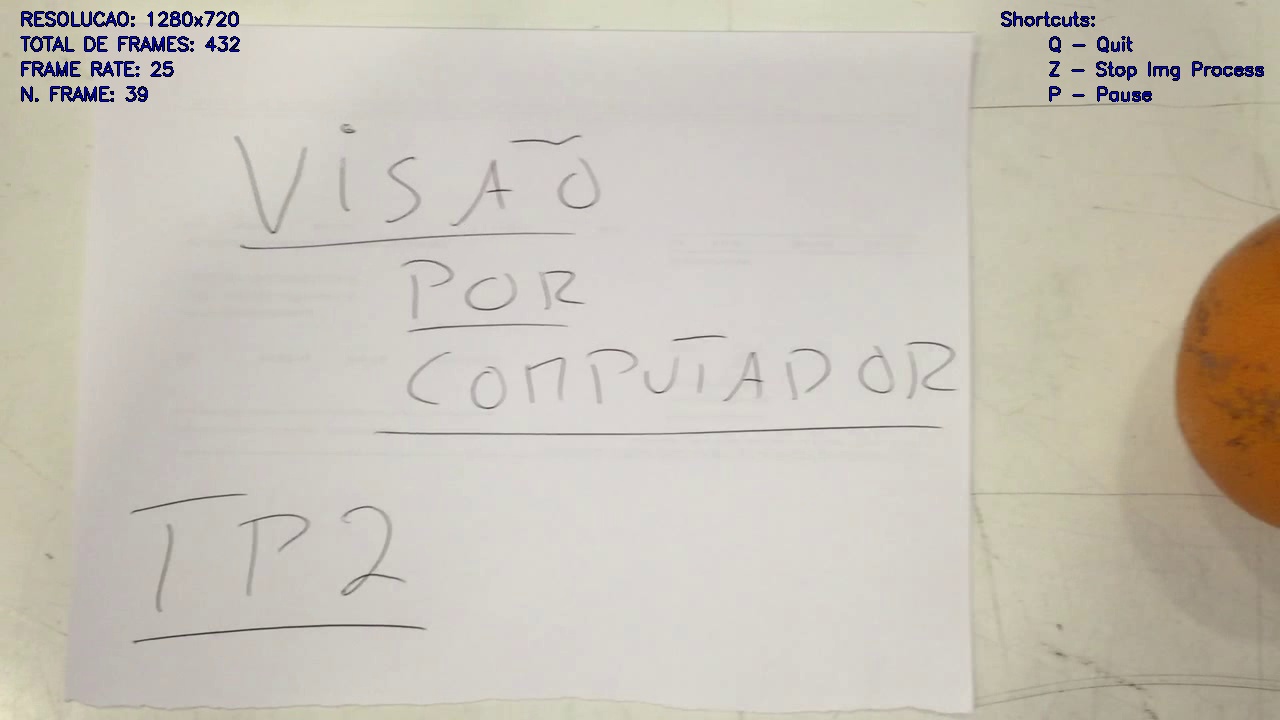 RESOLUCAO: 1280x720
TOTAL DE FRAMES: 432
FRAME RATE: 25
N. FRAME: 39
Shortcuts:
Q - Quit
Z - Stop Img Process
P - Pause
VISÃO
POR
COMPUTADOR
TP2